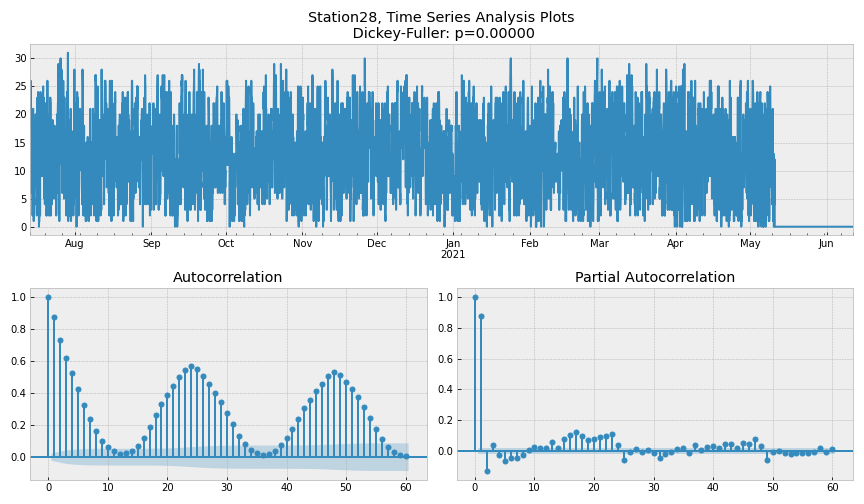 Station28, Time Series Analysis Plots
Dickey-Fuller: p=0.00000
30
25
20
15
10
5
0
Aug Sep Oct Nov Dec Jan Feb Mar Apr May Jun
2021
Autocorrelation Partial Autocorrelation
1.0 1.0
0.8 0.8
0.6 0.6
0.4 0.4
0.2 0.2
0.0 0.0
0 10 20 30 40 50 60 0 10 20 30 40 50 60